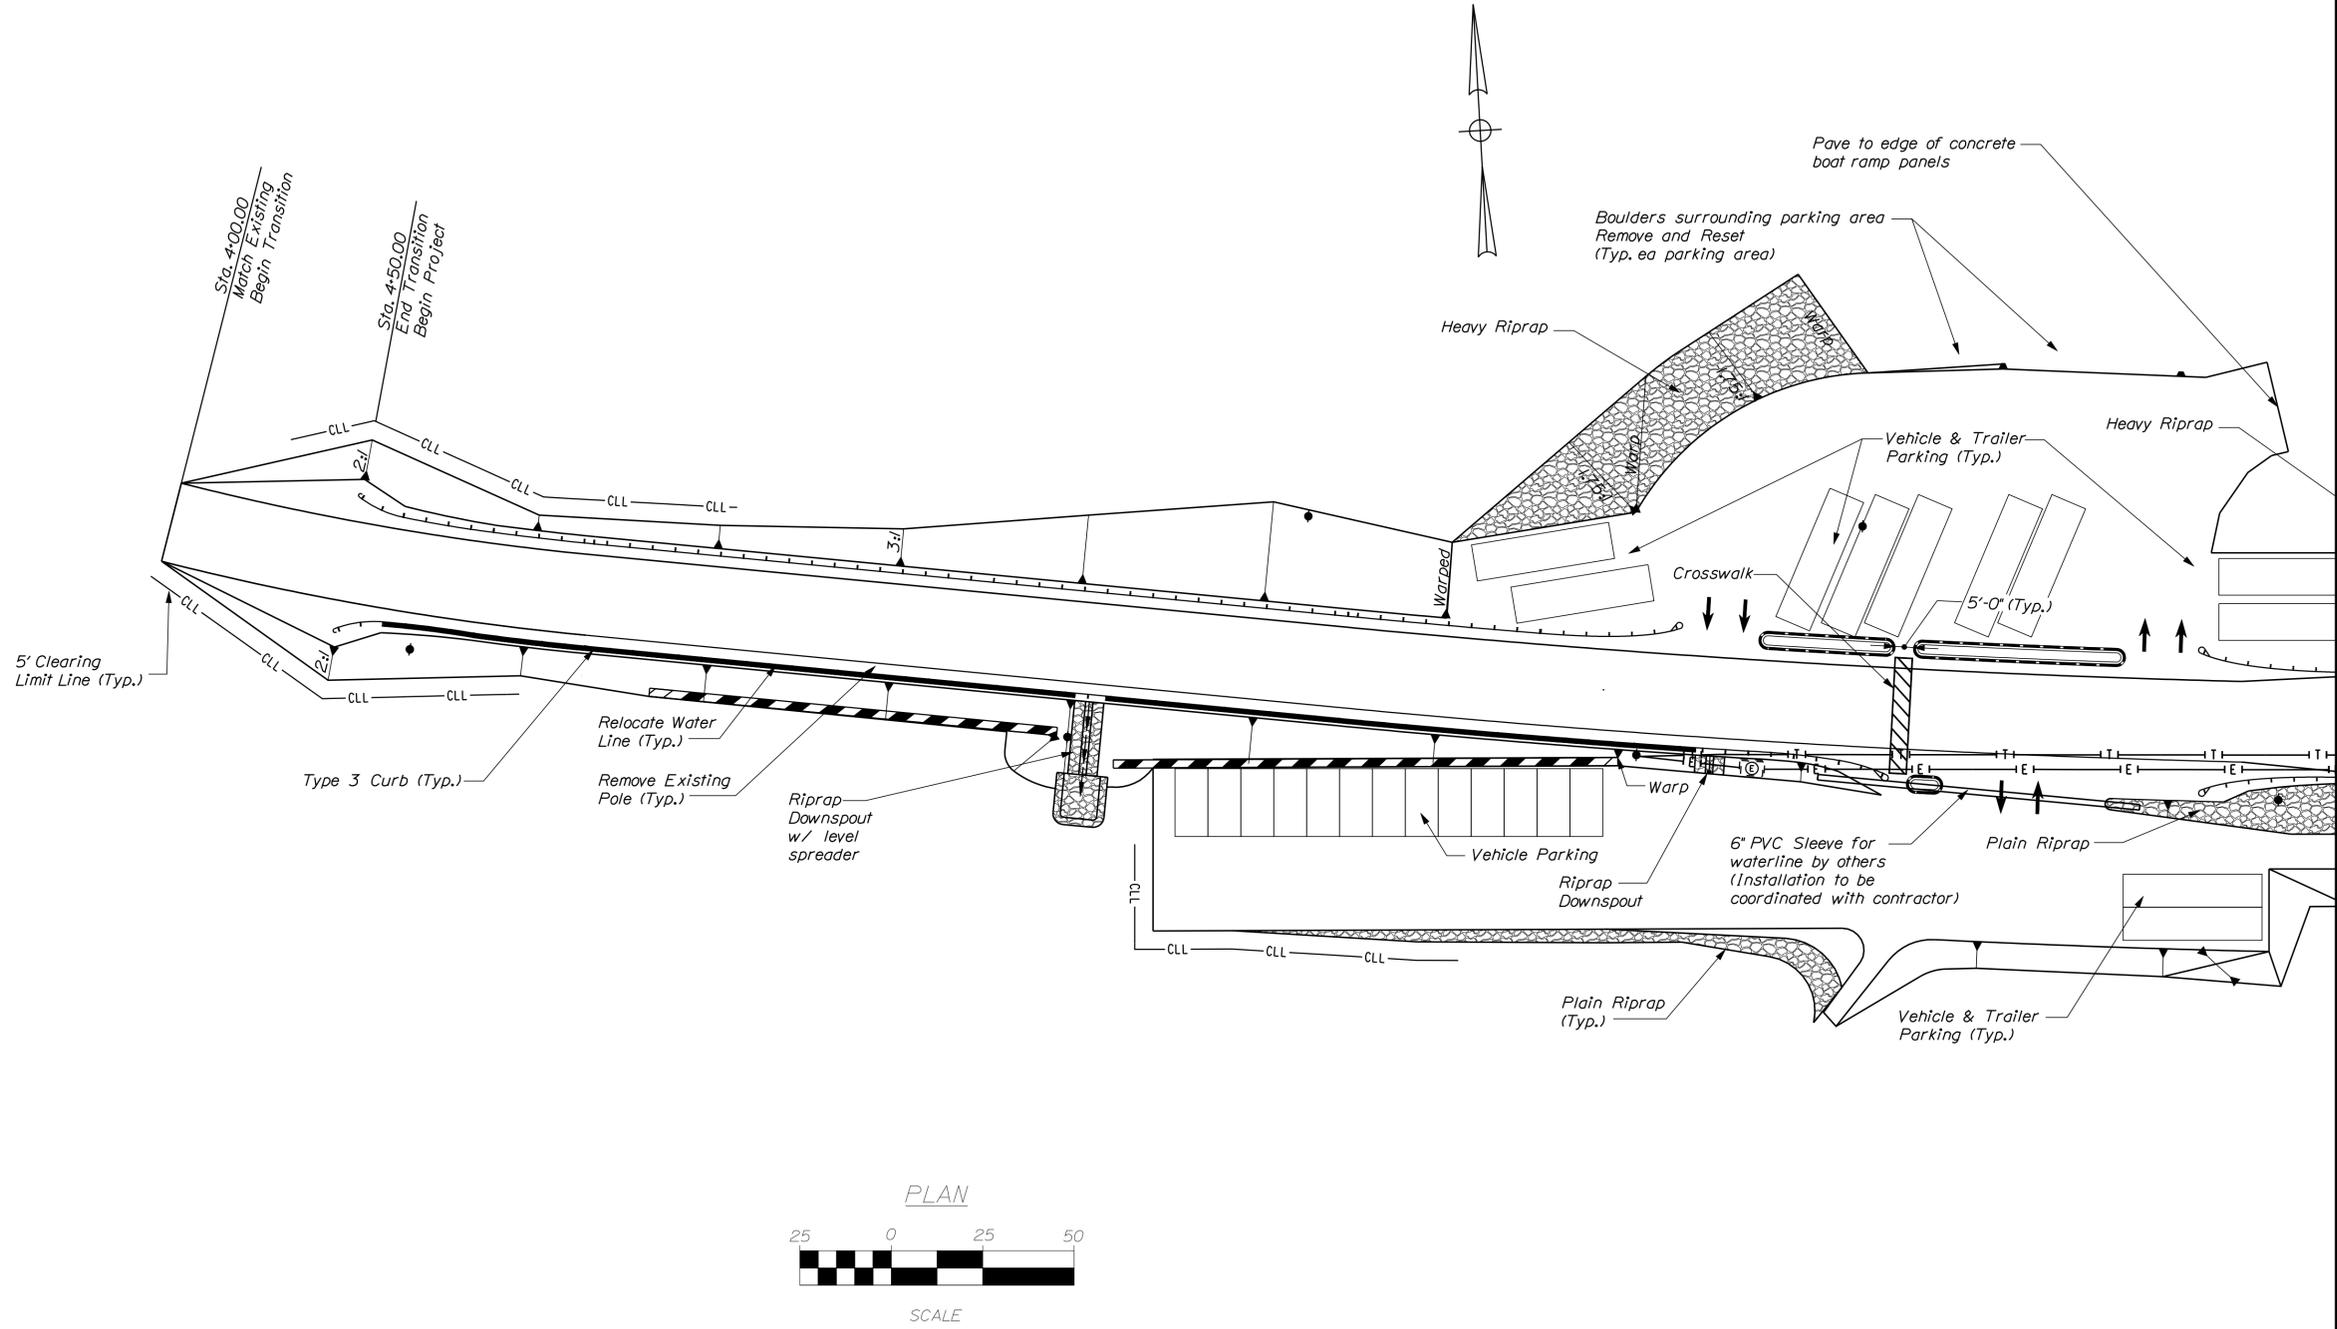 Pave to edge of concrete
boat ramp panels
Boulders surrounding parking area
Remove and Reset
(Typ. ea parking area)
Sta. 4+00.00
Match Existing
Begin Transition
Sta. 4+50.00
End Transition
Begin Project
Heavy Riprap
Warp
1.75:1
Warp
1.75:1
Heavy Riprap
Vehicle & Trailer
Parking (Typ.)
CLL
CLL
CLL
CLL
CLL
2:1
3:1
Warped
Crosswalk
5'-0" (Typ.)
CLL
CLL
CLL
CLL
2:1
5' Clearing
Limit Line (Typ.)
Relocate Water
Line (Typ.)
Type 3 Curb (Typ.)
Remove Existing
Pole (Typ.)
Riprap
Downspout
w/ level
spreader
T
T
T
T
T
T
E
E
E
E
E
E
E
Warp
Vehicle Parking
Riprap
Downspout
6" PVC Sleeve for
waterline by others
(Installation to be
coordinated with contractor)
Plain Riprap
CLL
CLL
CLL
CLL
Plain Riprap
(Typ.)
Vehicle & Trailer
Parking (Typ.)
PLAN
25 0 25 50
SCALE